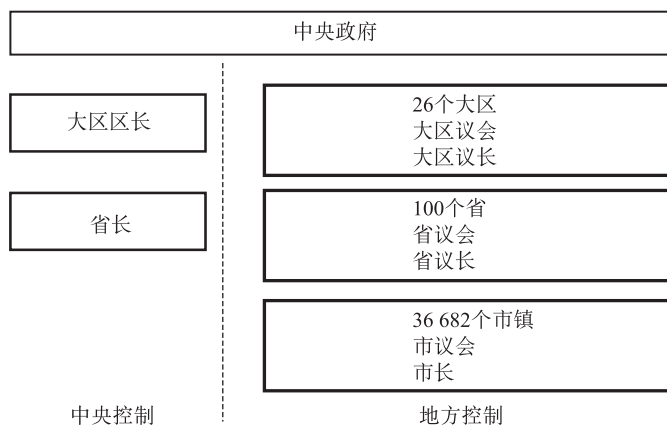 中央政府
大区区长
26个大区
大区议会
大区议长
省长
100个省
省议会
省议长
36 682个市镇
市议会
市长
中央控制
地方控制